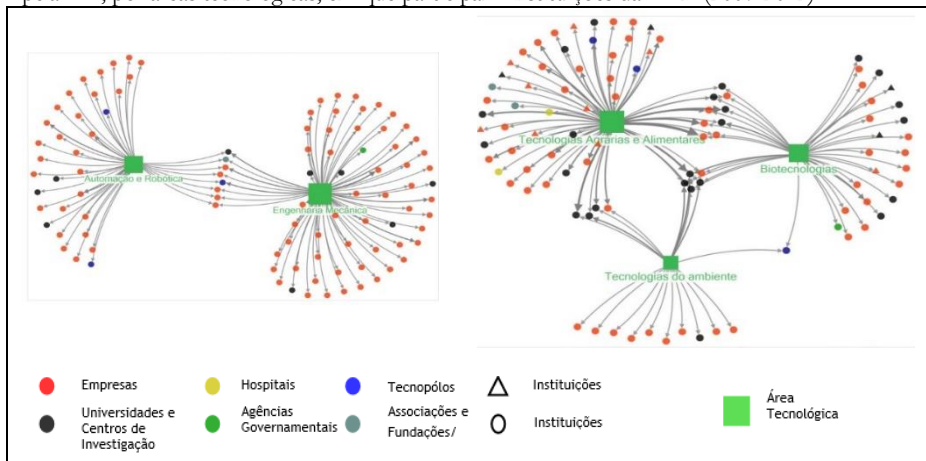 Automação e Robótica
Engenharia Mecânica
Tecnologias Agrárias e Alimentares
Biotecnologias
Tecnologias do ambiente
Empresas
Hospitais
Tecnopólos
Instituições
Universidades e
Centros de
Investigação
Agências
Governamentais
Associações e
Fundações/
Instituições
Área
Tecnológica